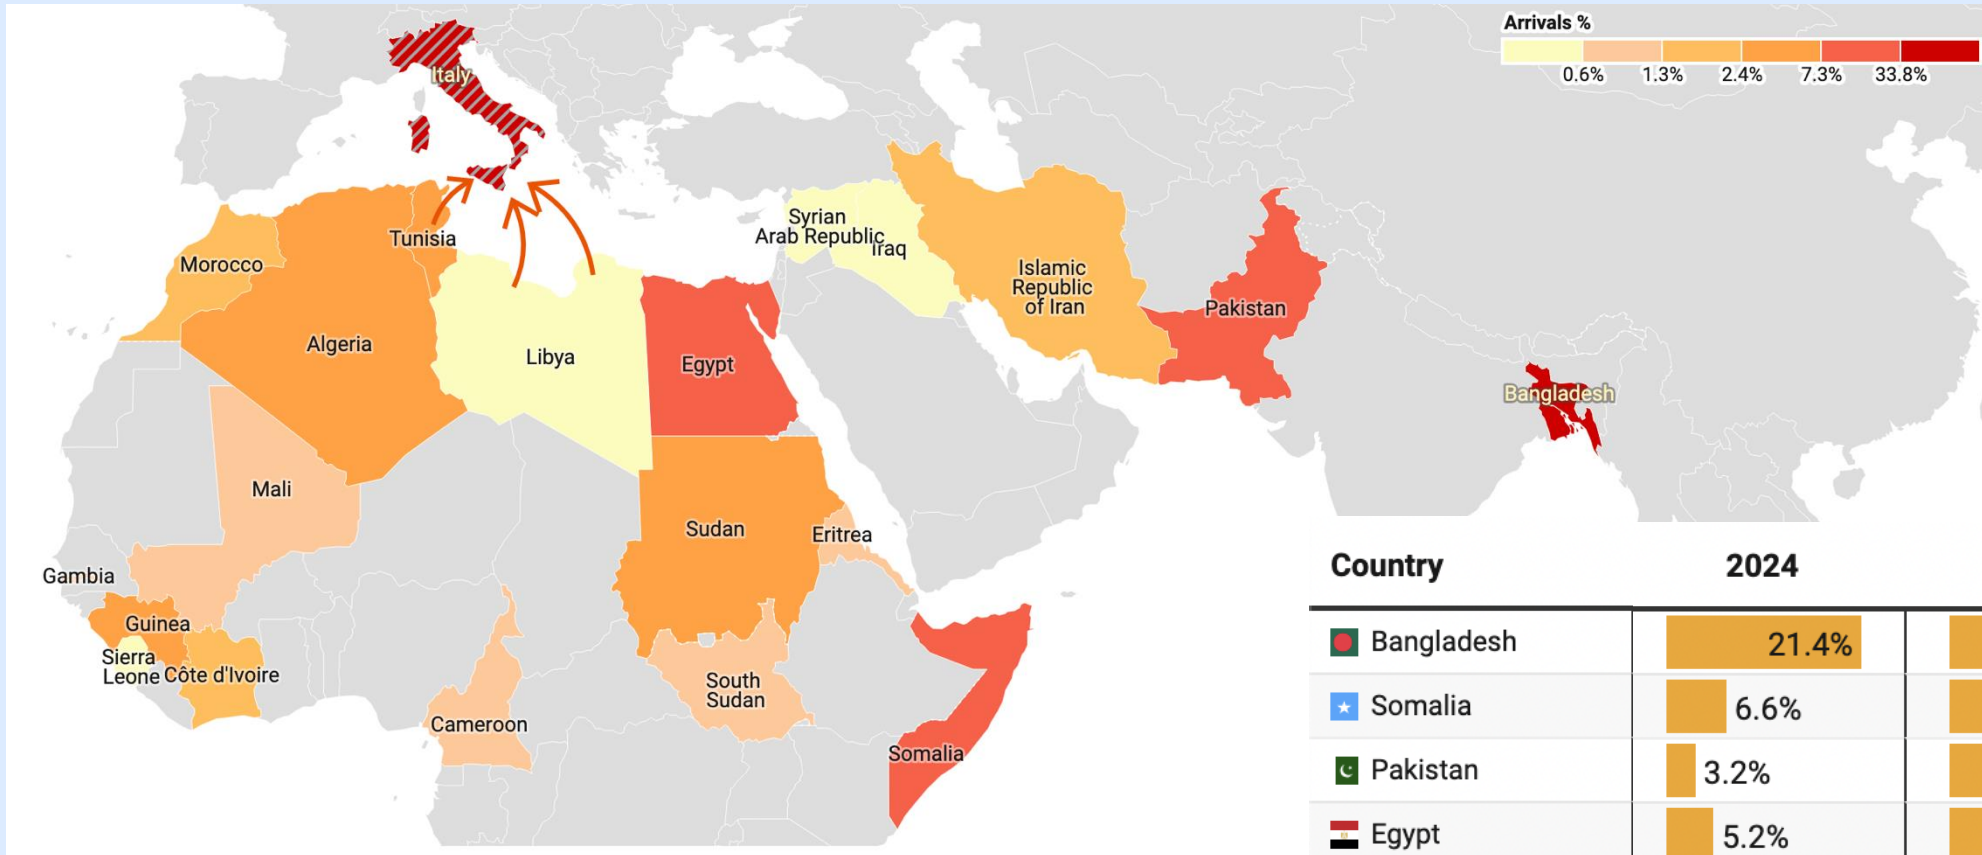 Arrivals %
0.6% 1.3% 2.4% 7.3% 33.8%
Italy
Tunisia
Morocco
Algeria
Libya
Egypt
Syrian
Arab Republic
Iraq
Islamic
Republic
of Iran
Pakistan
Bangladesh
Mali
Sudan
Eritrea
Gambia
Guinea
Sierra
Leone
Côte d'Ivoire
Cameroon
South
Sudan
Somalia
Country 2024
Bangladesh 21.4%
Somalia 6.6%
Pakistan 3.2%
Egypt 5.2%